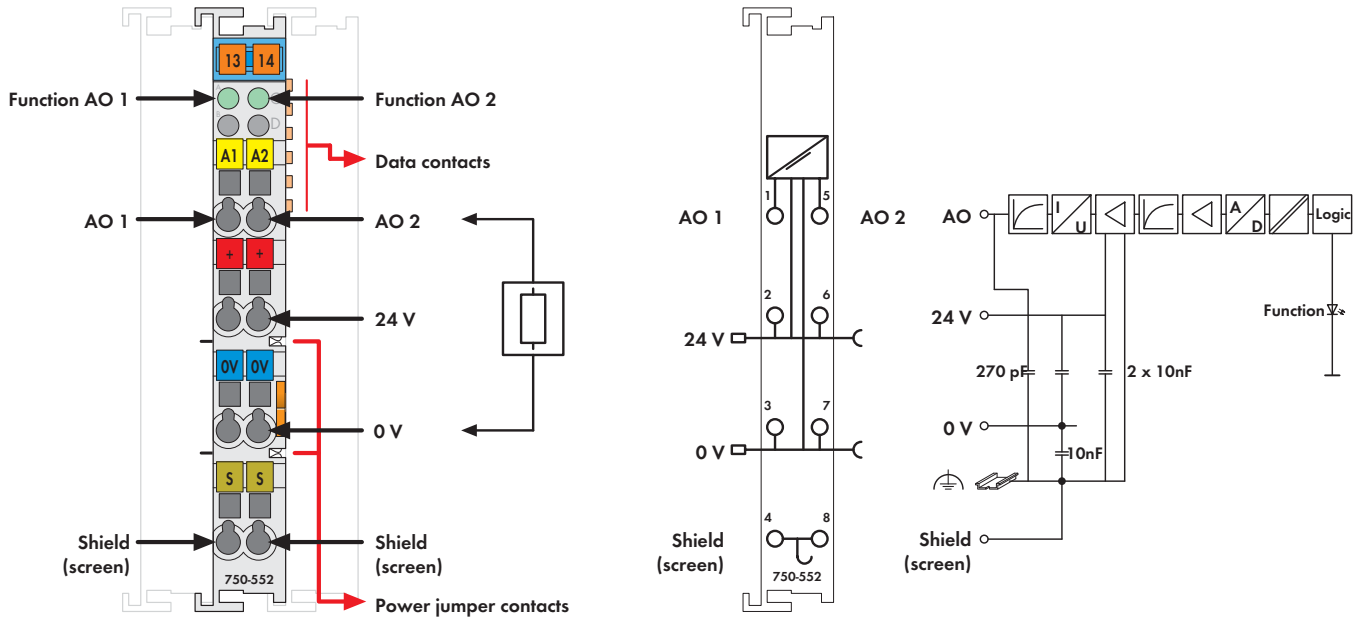 13 14
Function AO 1
Function AO 2
A
C
B
D
A1 A2
Data contacts
AO 1
AO 2
+ +
24 V
0V 0V
0 V
S S
Shield
(screen)
Shield
(screen)
750-552
Power jumper contacts
1 5
AO 1
AO 2
2 6
24 V
3 7
0 V
4 8
Shield
(screen)
750-552
AO
I
U
A
D
Logic
24 V
Function
270 pF
2 x 10nF
0 V
10nF
Shield
(screen)